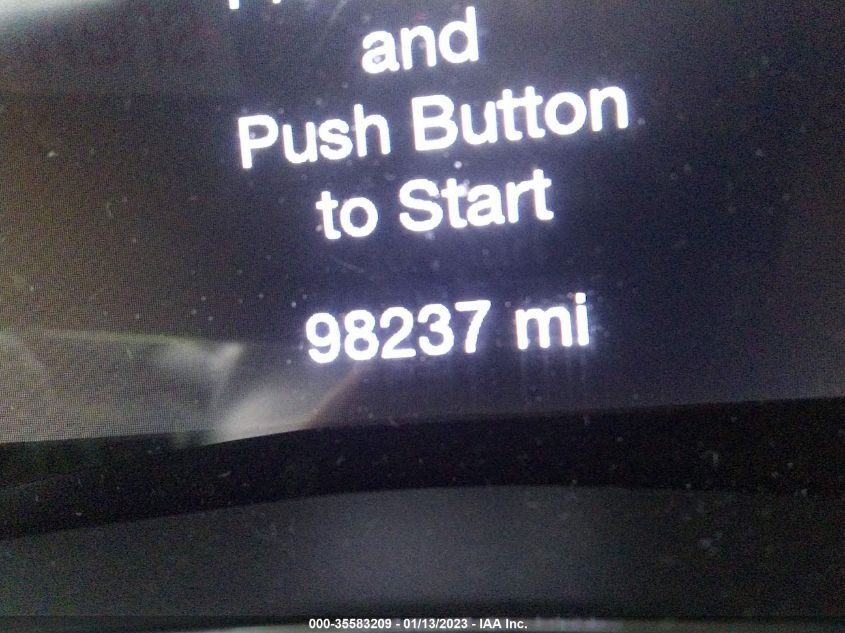 and
Push Button
to Start
98237 mi
000-35583209 - 01/13/2023 - IAA Inc.